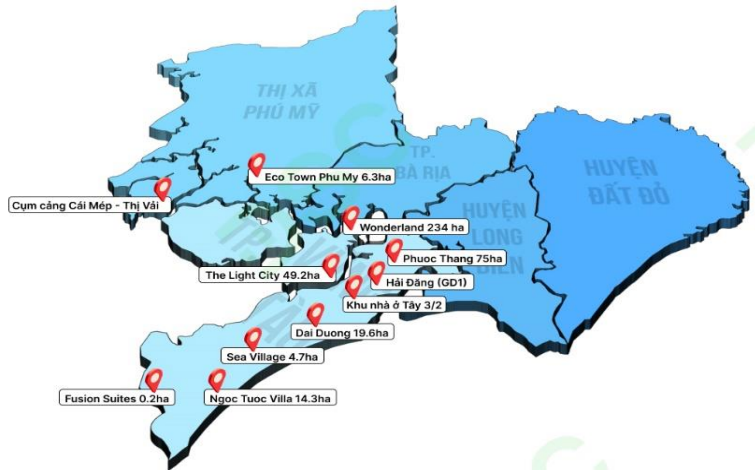 THỊ XÃ
PHÚ MỸ
Eco Town Phu My 6.3ha
TP.
BÀ RỊA
HUYỆN
ĐẤT ĐỎ
Cụm cảng Cái Mép - Thị Vải
HUYỆN
LONG
ĐIỀN
Wonderland 234 ha
Phuoc Thang 75ha
The Light City 49.2ha
Hải Đăng (GD1)
Khu nhà ở Tây 3/2
Dai Duong 19.6ha
Sea Village 4.7ha
Fusion Suites 0.2ha
Ngoc Tuoc Villa 14.3ha